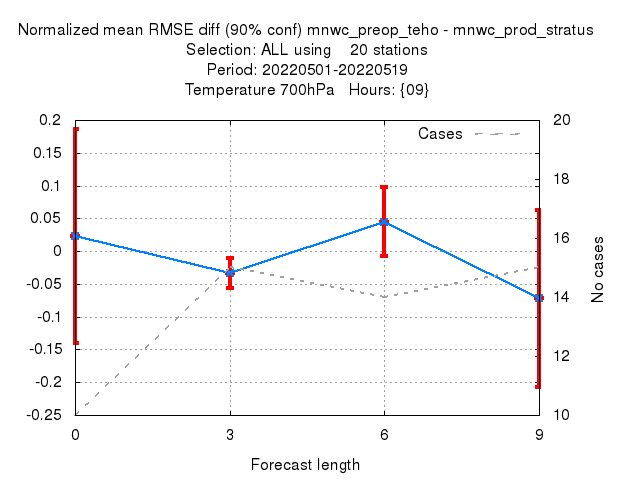 Normalized mean RMSE diff (90% conf) mnwc_preop_teho - mnwc_prod_stratus
Selection: ALL using    20 stations
Period: 20220501-20220519
Temperature 700hPa   Hours: {09}
Cases
0.2
0.15
0.1
0.05
0
-0.05
-0.1
-0.15
-0.2
-0.25
20
18
16
14
12
10
No cases
0
3
6
9
Forecast length